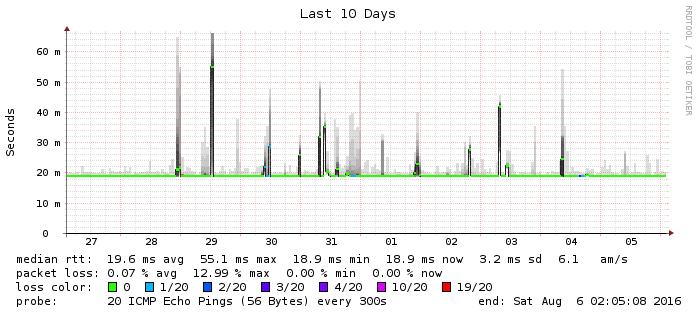 Last 10 Days
RRDTOOL / TOBI OETIKER
Seconds
60 m
50 m
40 m
30 m
20 m
10 m
0
27 28 29 30 31 01 02 03 04 05
median rtt: 19.6 ms avg 55.1 ms max 18.9 ms min 18.9 ms now 3.2 ms sd 6.1 am/s
packet loss: 0.07 % avg 12.99 % max 0.00 % min 0.00 % now
loss color: 0 1/20 2/20 3/20 4/20 10/20 19/20
probe: 20 ICMP Echo Pings (56 Bytes) every 300s end: Sat Aug 6 02:05:08 2016